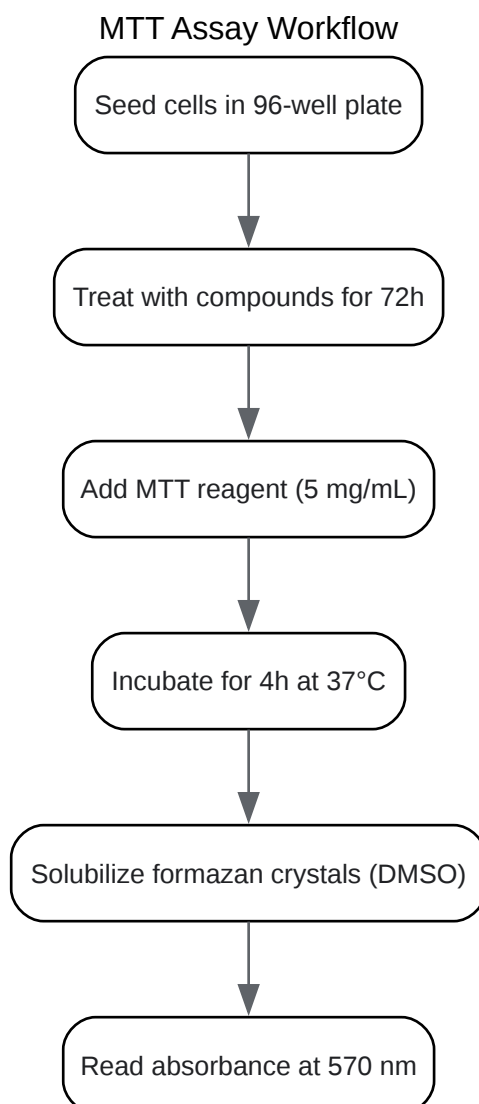 MTT Assay Workflow
Seed cells in 96-well plate
Treat with compounds for 72h
Add MTT reagent (5 mg/mL)
Incubate for 4h at 37°C
Solubilize formazan crystals (DMSO)
Read absorbance at 570 nm